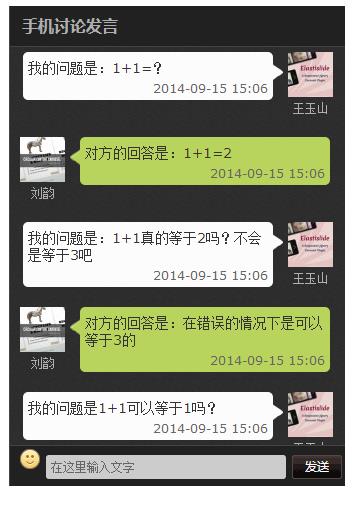 手机讨论发言
我的问题是：1+1=？
2014-09-15 15:06
Elastislide
王玉山
对方的回答是：1+1=2
2014-09-15 15:06
刘韵
我的问题是：1+1真的等于2吗？不会
是等于3吧
2014-09-15 15:06
Elastislide
王玉山
对方的回答是：在错误的情况下是可以
等于3的
2014-09-15 15:06
刘韵
我的问题是1+1可以等于1吗？
2014-09-15 15:06
Elastislide
王玉山
在这里输入文字
发送